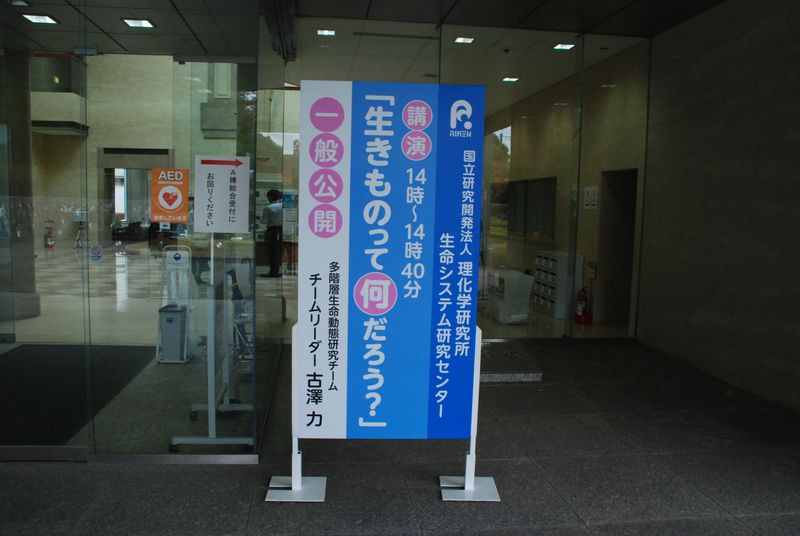 RIKEN
国立研究開発法人 理化学研究所
生命システム研究センター
講演 14時～14時40分
「生きものって何だろう？」
一般公開
多階層生命動態研究チーム
チームリーダー 古澤 力
A棟総合受付に
お回りください
AED